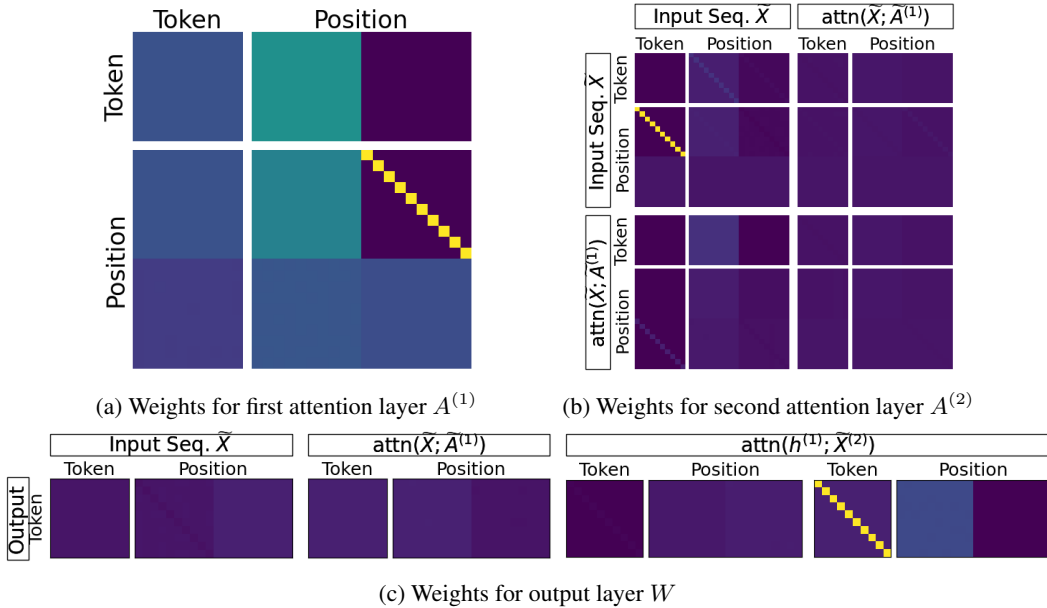 Token Position
Token
Position
(a) Weights for first attention layer A^(1)
Input Seq. X̃ attn(X̃; Ã^(1))
Token Position Token Position
Input Seq. X̃
Token
Position
attn(X̃; Ã^(1))
Token
Position
(b) Weights for second attention layer A^(2)
Input Seq. X̃ attn(X̃; Ã^(1)) attn(h^(1); X̃^(2))
Token Position Token Position Token Position Token Position
Output
Token
(c) Weights for output layer W